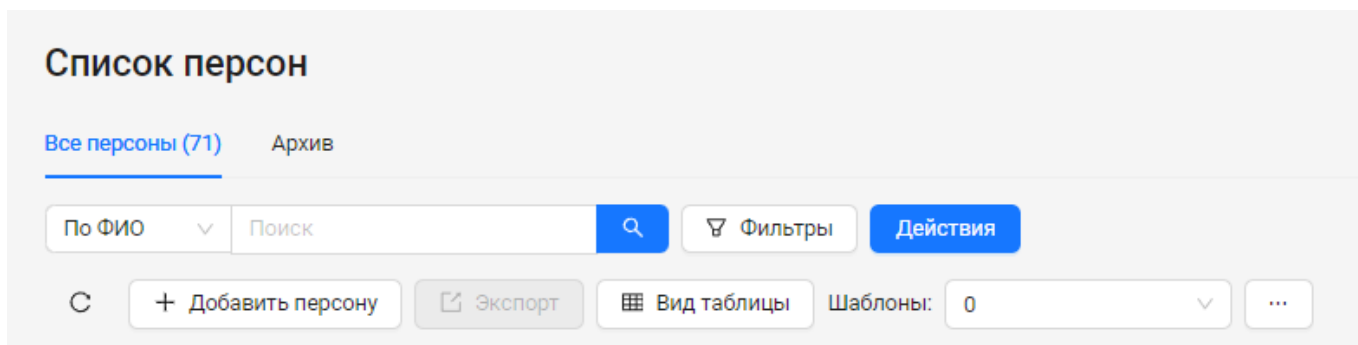 Список персон
Все персоны (71) Архив
По ФИО Поиск Фильтры Действия
+ Добавить персону Экспорт Вид таблицы Шаблоны: 0 ...